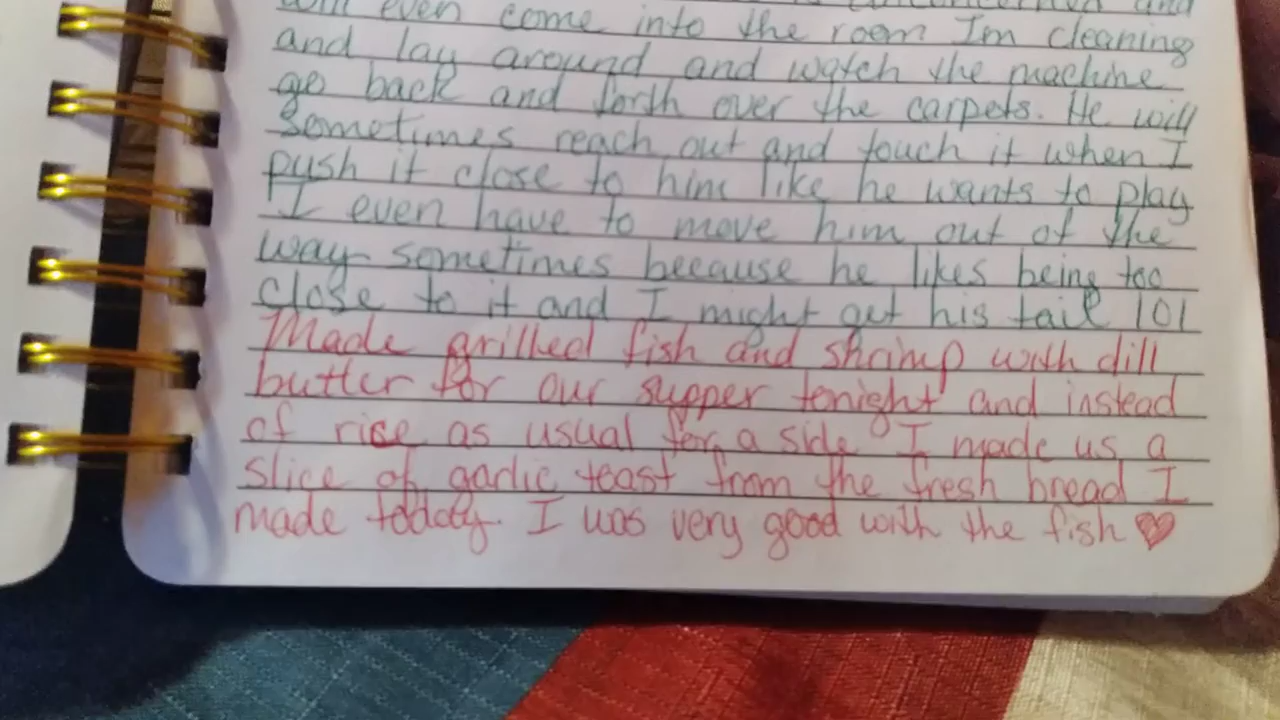 will even come into the room Im cleaning
and lay around and watch the machine
go back and forth over the carpets. He will
sometimes reach out and touch it when I
push it close to him like he wants to play
I even have to move him out of the
way sometimes because he likes being too
close to it and I might get his tail lol
Made grilled fish and shrimp with dill
butter for our supper tonight and instead
of rise as usual for a side I made us a
slice of garlic toast from the fresh bread I
made today. I was very good with the fish